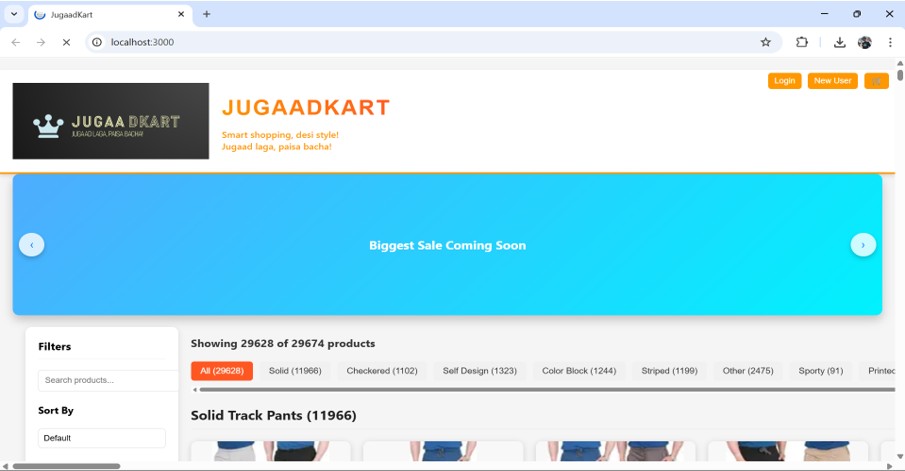 JugaadKart
localhost:3000
Login
New User
JUGAADKART
JUGAAD LAGA, PAISA BACHA!
JUGAADKART
Smart shopping, desi style!
Jugaad laga, paisa bacha!
Biggest Sale Coming Soon
Filters
Search products...
Sort By
Default
Showing 29628 of 29674 products
All (29628) Solid (11966) Checkered (1102) Self Design (1323) Color Block (1244) Striped (1199) Other (2475) Sporty (91) Printed
Solid Track Pants (11966)